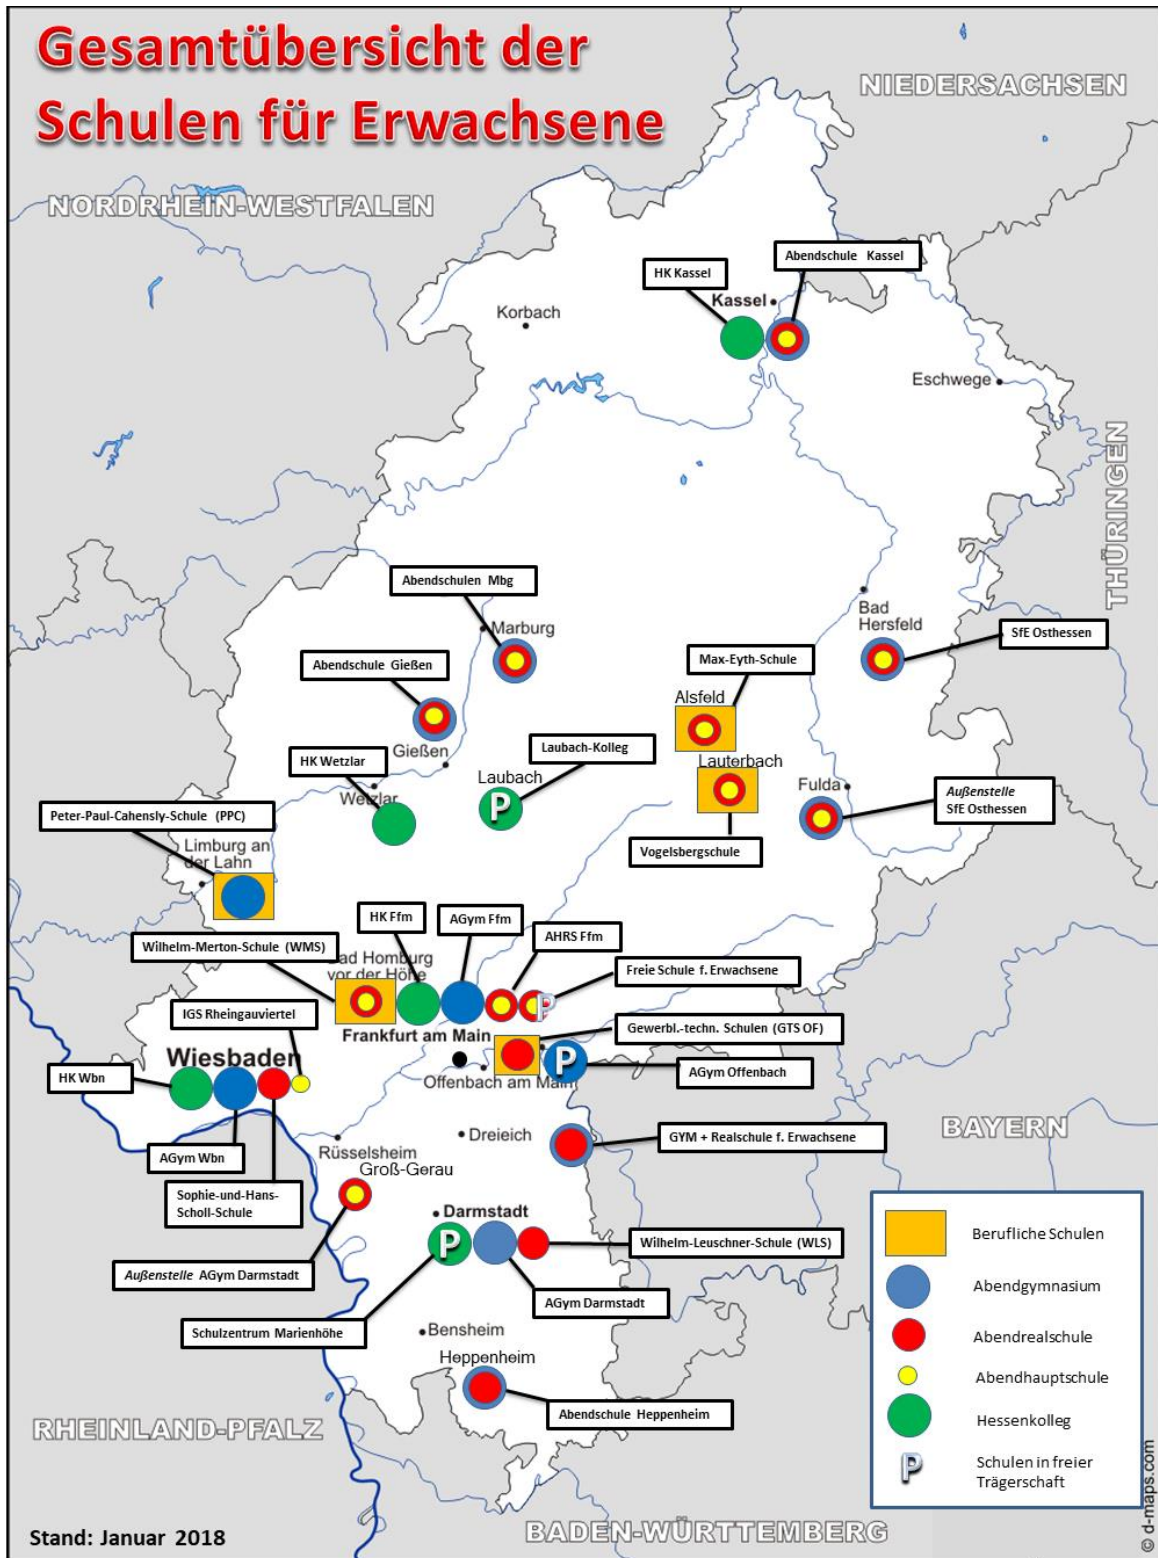 Gesamtübersicht der
Schulen für Erwachsene
NIEDERSACHSEN
NORDRHEIN-WESTFALEN
Abendschule Kassel
HK Kassel
Kassel
Korbach
Eschwege
THÜRINGEN
Abendschulen Mbg
Marburg
Bad
Hersfeld
SfE Osthessen
Abendschule Gießen
Max-Eyth-Schule
Alsfeld
Gießen
HK Wetzlar
Laubach-Kolleg
Laubach
P
Wetzlar
Lauterbach
Fulda
Außenstelle
SfE Osthessen
Peter-Paul-Cahensly-Schule (PPC)
Limburg an
der Lahn
Vogelsbergschule
HK Ffm
AGym Ffm
AHRS Ffm
Wilhelm-Merton-Schule (WMS)
Bad Homburg
vor der Höhe
Freie Schule f. Erwachsene
P
IGS Rheingauviertel
Frankfurt am Main
Gewerbl.-techn. Schulen (GTS OF)
Wiesbaden
HK Wbn
P
Offenbach am Main
AGym Offenbach
AGym Wbn
Rüsselsheim
Dreieich
GYM + Realschule f. Erwachsene
BAYERN
Groß-Gerau
Sophie-und-Hans-
Scholl-Schule
Darmstadt
P
Wilhelm-Leuschner-Schule (WLS)
Außenstelle AGym Darmstadt
AGym Darmstadt
Schulzentrum Marienhöhe
Bensheim
Heppenheim
Abendschule Heppenheim
RHEINLAND-PFALZ
Berufliche Schulen
Abendgymnasium
Abendrealschule
Abendhauptschule
Hessenkolleg
P
Schulen in freier
Trägerschaft
Stand: Januar 2018
BADEN-WÜRTTEMBERG
© d-maps.com